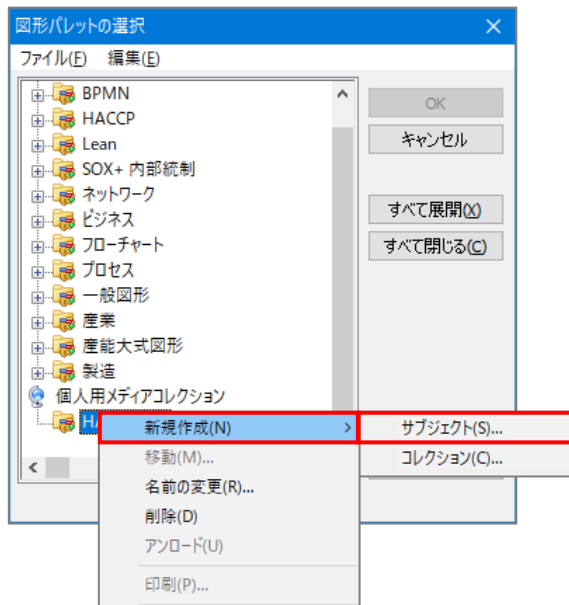 図形パレットの選択
ファイル(F) 編集(E)
BPMN
HACCP
Lean
SOX+ 内部統制
ネットワーク
ビジネス
フローチャート
プロセス
一般図形
産業
産能大式図形
製造
個人用メディアコレクション
OK
キャンセル
すべて展開(X)
すべて閉じる(C)
新規作成(N)
移動(M)...
名前の変更(R)...
削除(D)
アンロード(U)
印刷(P)...
サブジェクト(S)...
コレクション(C)...